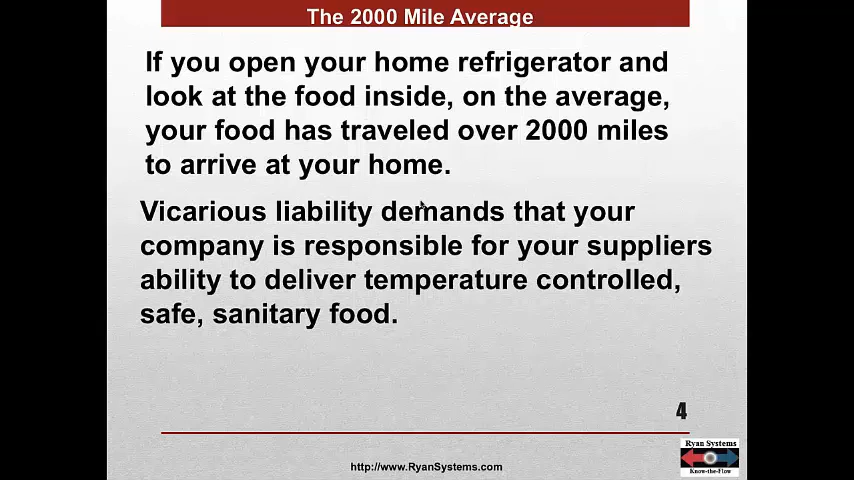 The 2000 Mile Average
If you open your home refrigerator and
look at the food inside, on the average,
your food has traveled over 2000 miles
to arrive at your home.
Vicarious liability demands that your
company is responsible for your suppliers
ability to deliver temperature controlled,
safe, sanitary food.
4
Ryan Systems
Know-the-Flow
http://www.RyanSystems.com